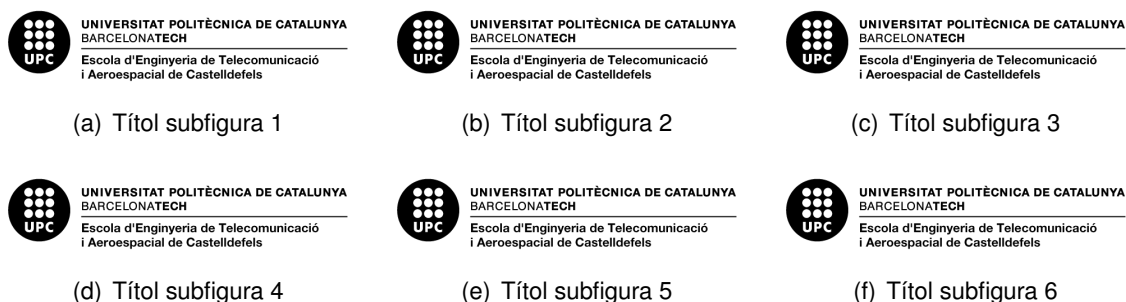 UPC
UNIVERSITAT POLITÈCNICA DE CATALUNYA
BARCELONATECH
Escola d'Enginyeria de Telecomunicació
i Aeroespacial de Castelldefels
(a) Títol subfigura 1
UPC
UNIVERSITAT POLITÈCNICA DE CATALUNYA
BARCELONATECH
Escola d'Enginyeria de Telecomunicació
i Aeroespacial de Castelldefels
(b) Títol subfigura 2
UPC
UNIVERSITAT POLITÈCNICA DE CATALUNYA
BARCELONATECH
Escola d'Enginyeria de Telecomunicació
i Aeroespacial de Castelldefels
(c) Títol subfigura 3
UPC
UNIVERSITAT POLITÈCNICA DE CATALUNYA
BARCELONATECH
Escola d'Enginyeria de Telecomunicació
i Aeroespacial de Castelldefels
(d) Títol subfigura 4
UPC
UNIVERSITAT POLITÈCNICA DE CATALUNYA
BARCELONATECH
Escola d'Enginyeria de Telecomunicació
i Aeroespacial de Castelldefels
(e) Títol subfigura 5
UPC
UNIVERSITAT POLITÈCNICA DE CATALUNYA
BARCELONATECH
Escola d'Enginyeria de Telecomunicació
i Aeroespacial de Castelldefels
(f) Títol subfigura 6